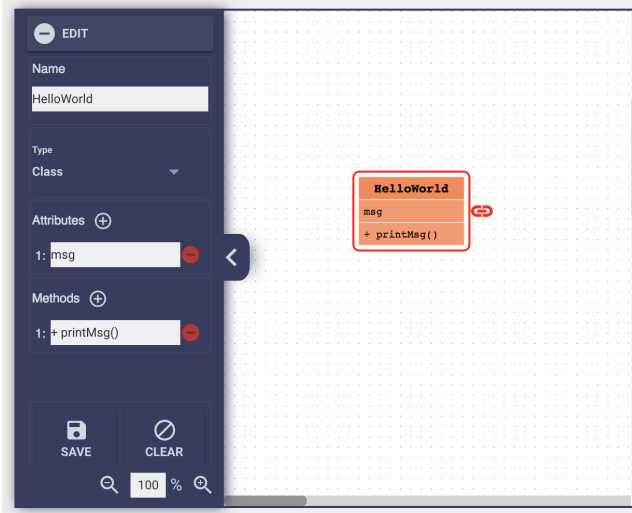 EDIT
Name
HelloWorld
Type
Class
Attributes
1: msg
Methods
1: + printMsg()
SAVE CLEAR
100 %
HelloWorld
msg
+ printMsg()